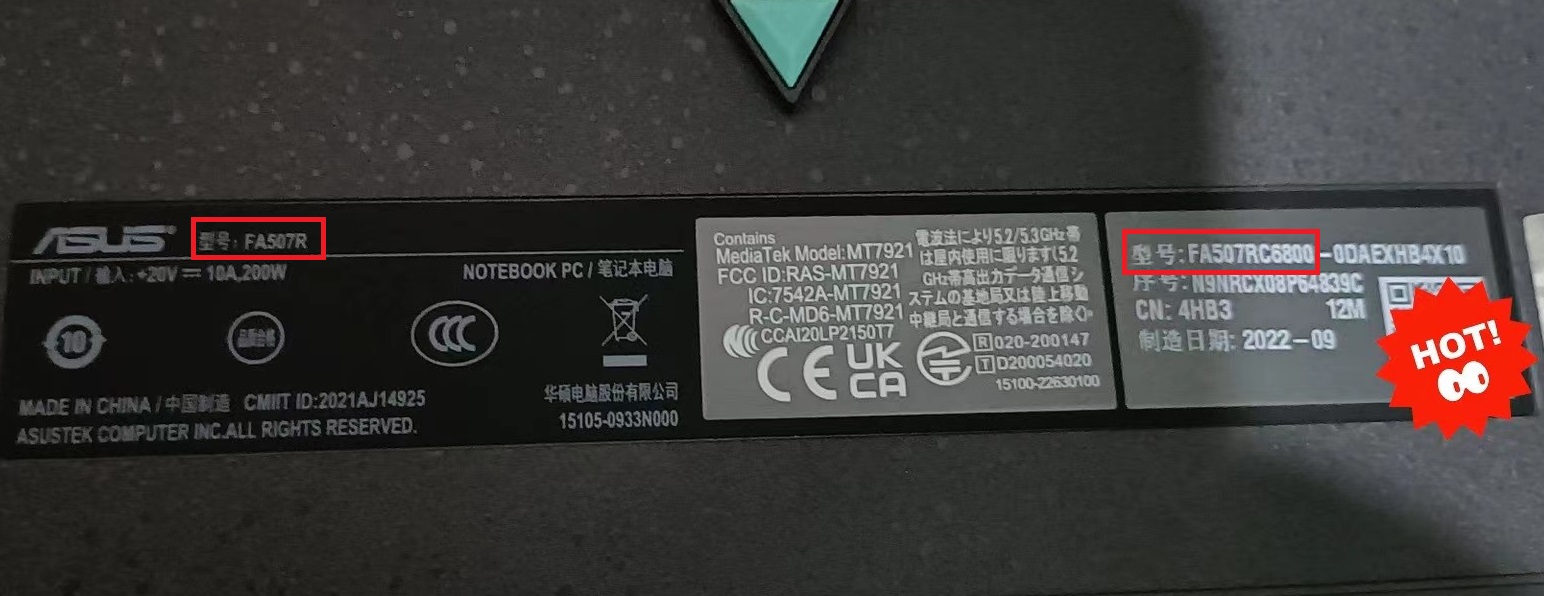 ASUS 型号: FA507R
INPUT / 输入: +20V ⎓ 10A,200W
NOTEBOOK PC / 笔记本电脑
10
品质合格
CCC
MADE IN CHINA / 中国制造 CMIIT ID:2021AJ14925
ASUSTEK COMPUTER INC.ALL RIGHTS RESERVED.
华硕电脑股份有限公司
15105-0933N000
Contains
MediaTek Model:MT7921
FCC ID:RAS-MT7921
IC:7542A-MT7921
R-C-MD6-MT7921
CCAI20LP2150T7
CE UK
CA
電波法により5.2/5.3GHz帯
は屋内使用に限ります(5.2
GHz帯高出力データ通信シ
ステムの基地局又は陸上移動
中継局と通信する場合を除く)。
R 020-200147
T D200054020
15100-22630100
型号: FA507RC6800-0DAEXHB4X10
序号: N9NRCX08P64839C
CN: 4HB3 12M
制造日期: 2022-09
HOT!